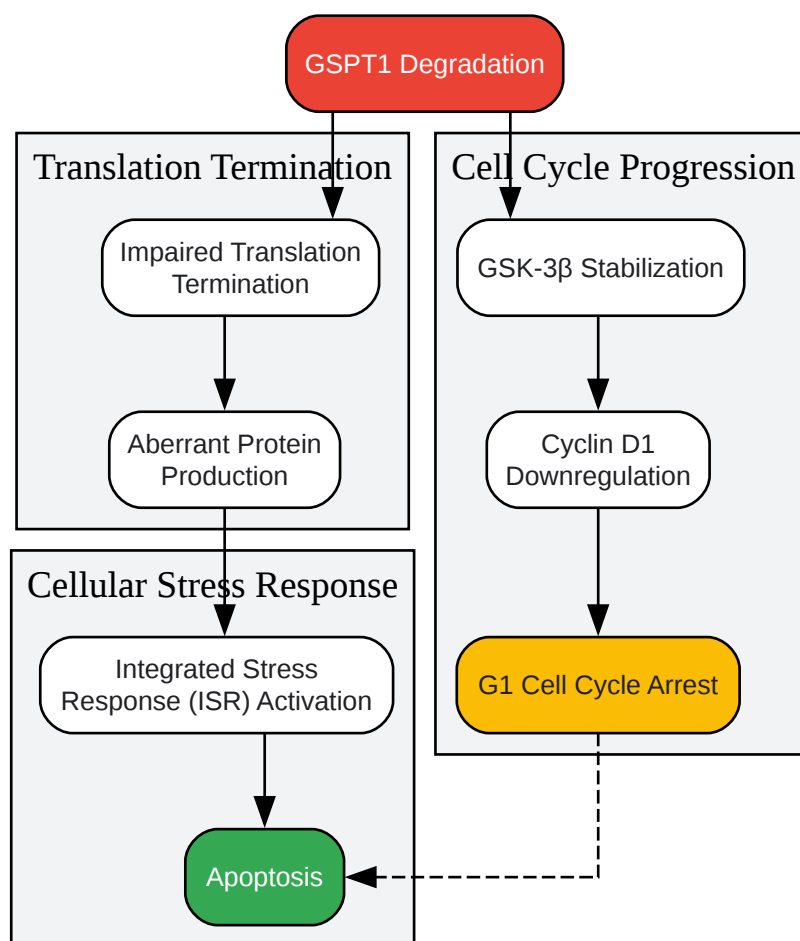 GSPT1 Degradation
Translation Termination
Impaired Translation
Termination
Aberrant Protein
Production
Cellular Stress Response
Integrated Stress
Response (ISR) Activation
Apoptosis
Cell Cycle Progression
GSK-3β Stabilization
Cyclin D1
Downregulation
G1 Cell Cycle Arrest